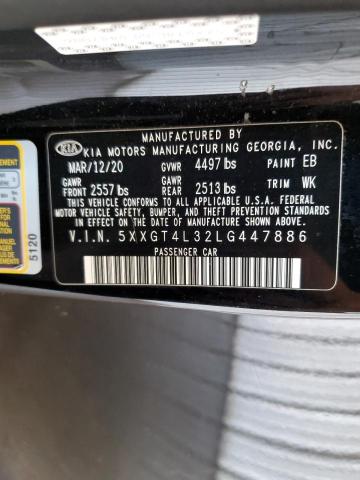 MANUFACTURED BY
KIA KIA MOTORS MANUFACTURING GEORGIA, INC.
MAR/12/20 GVWR 4497 lbs PAINT EB
GAWR FRONT 2557 lbs GAWR REAR 2513 lbs TRIM WK
THIS VEHICLE CONFORMS TO ALL APPLICABLE U.S.A. FEDERAL
MOTOR VEHICLE SAFETY, BUMPER, AND THEFT PREVENTION STANDARDS
IN EFFECT ON THE DATE OF MANUFACTURE SHOWN ABOVE.
V.I.N. 5XXGT4L32LG447886
PASSENGER CAR
5120